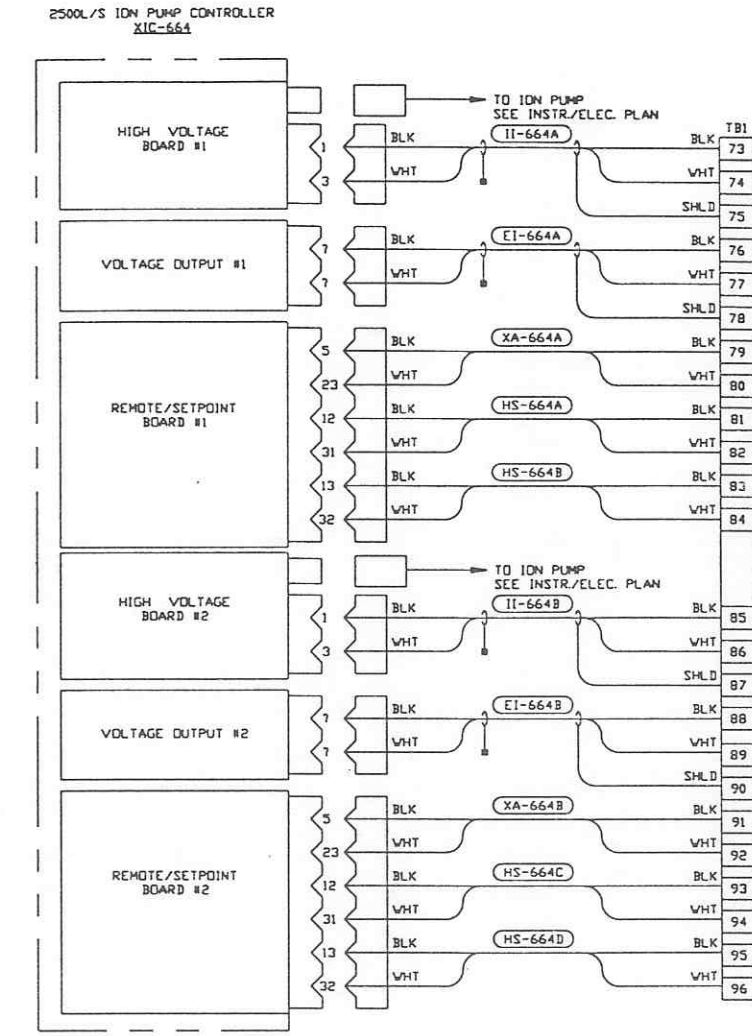 2500L/S ION PUMP CONTROLLER
XIC-664
HIGH VOLTAGE
BOARD #1
TO ION PUMP
SEE INSTR./ELEC. PLAN
TB1
1 BLK II-664A BLK 73
3 WHT WHT 74
SHLD 75
VOLTAGE OUTPUT #1
? BLK EI-664A BLK 76
? WHT WHT 77
SHLD 78
REMOTE/SETPOINT
BOARD #1
5 BLK XA-664A BLK 79
23 WHT WHT 80
12 BLK HS-664A BLK 81
31 WHT WHT 82
13 BLK HS-664B BLK 83
32 WHT WHT 84
HIGH VOLTAGE
BOARD #2
TO ION PUMP
SEE INSTR./ELEC. PLAN
1 BLK II-664B BLK 85
3 WHT WHT 86
SHLD 87
VOLTAGE OUTPUT #2
? BLK EI-664B BLK 88
? WHT WHT 89
SHLD 90
REMOTE/SETPOINT
BOARD #2
5 BLK XA-664B BLK 91
23 WHT WHT 92
12 BLK HS-664C BLK 93
31 WHT WHT 94
13 BLK HS-664D BLK 95
32 WHT WHT 96